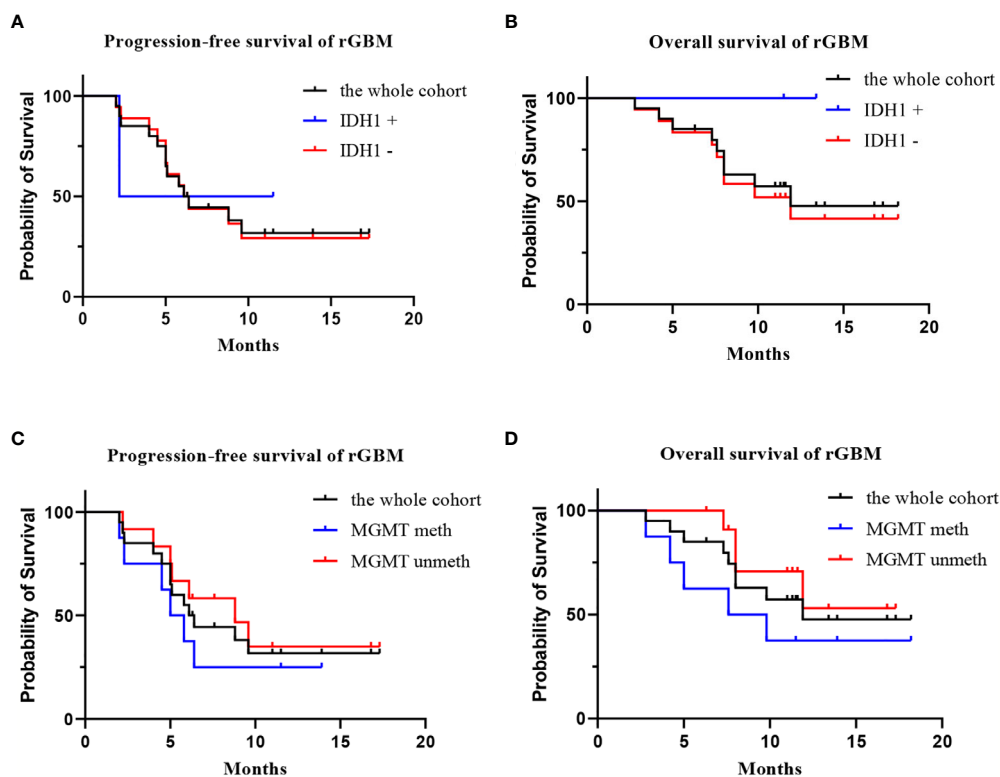 A
Progression-free survival of rGBM
the whole cohort
IDH1 +
IDH1 -
Probability of Survival
100
50
0
0 5 10 15 20
Months
B
Overall survival of rGBM
the whole cohort
IDH1 +
IDH1 -
Probability of Survival
100
50
0
0 5 10 15 20
Months
C
Progression-free survival of rGBM
the whole cohort
MGMT meth
MGMT unmeth
Probability of Survival
100
50
0
0 5 10 15 20
Months
D
Overall survival of rGBM
the whole cohort
MGMT meth
MGMT unmeth
Probability of Survival
100
50
0
0 5 10 15 20
Months